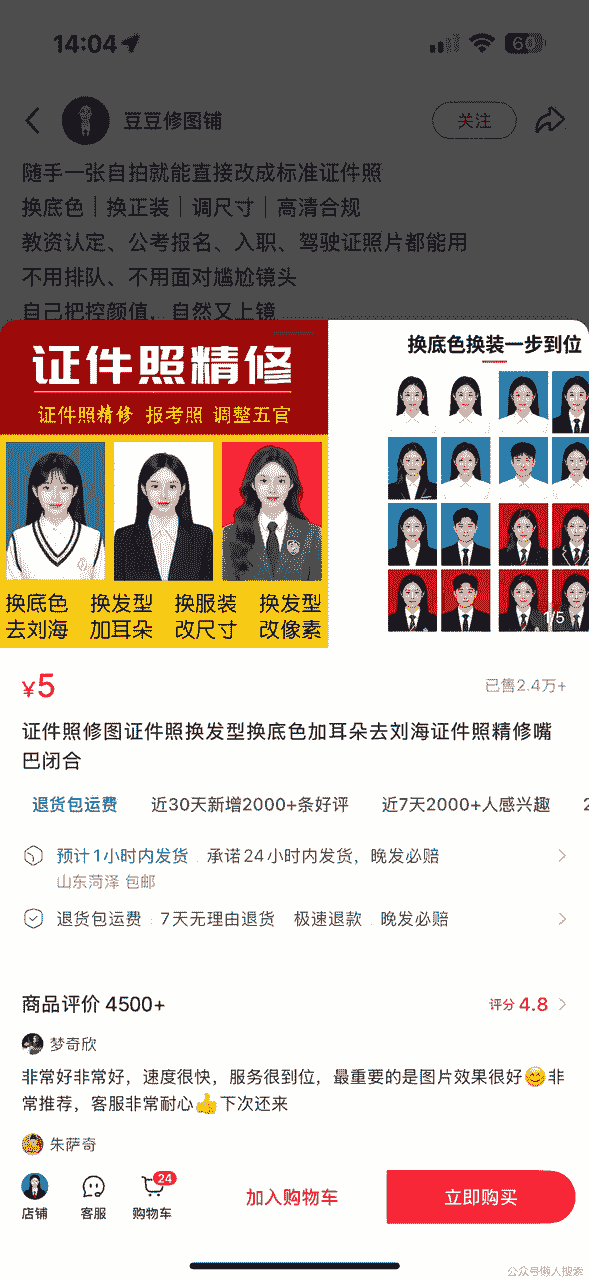 14:04
60
豆豆修图铺
关注
随手一张自拍就能直接改成标准证件照
换底色｜换正装｜调尺寸｜高清合规
教资认定、公考报名、入职、驾驶证照片都能用
不用排队、不用面对尴尬镜头
自己把控颜值，自然又上镜
证件照精修
证件照精修 报考照 调整五官
换底色 换发型 换服装 换发型
去刘海 加耳朵 改尺寸 改像素
换底色换装一步到位
1/5
¥5
已售2.4万+
证件照修图证件照换发型换底色加耳朵去刘海证件照精修嘴
巴闭合
退货包运费 近30天新增2000+条好评 近7天2000+人感兴趣 2
预计1小时内发货 承诺24小时内发货，晚发必赔
山东菏泽 包邮
退货包运费 7天无理由退货 极速退款 晚发必赔
商品评价 4500+
评分 4.8
梦奇欣
非常好非常好，速度很快，服务很到位，最重要的是图片效果很好😊非
常推荐，客服非常耐心👍下次还来
朱萨奇
24
店铺 客服 购物车
加入购物车
立即购买
公众号懒人搜索